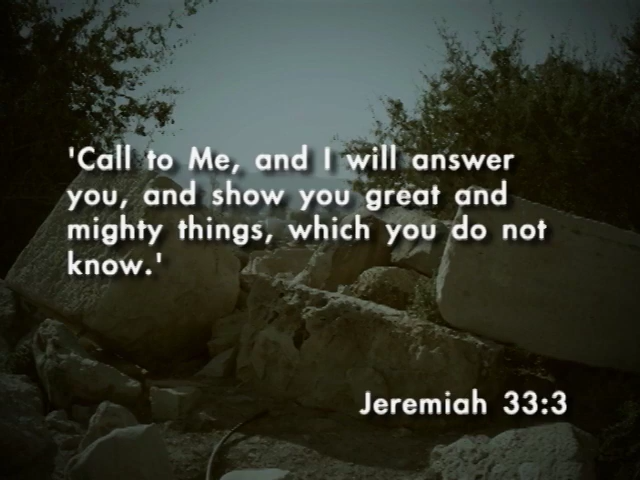 'Call to Me, and I will answer
you, and show you great and
mighty things, which you do not
know.'
Jeremiah 33:3